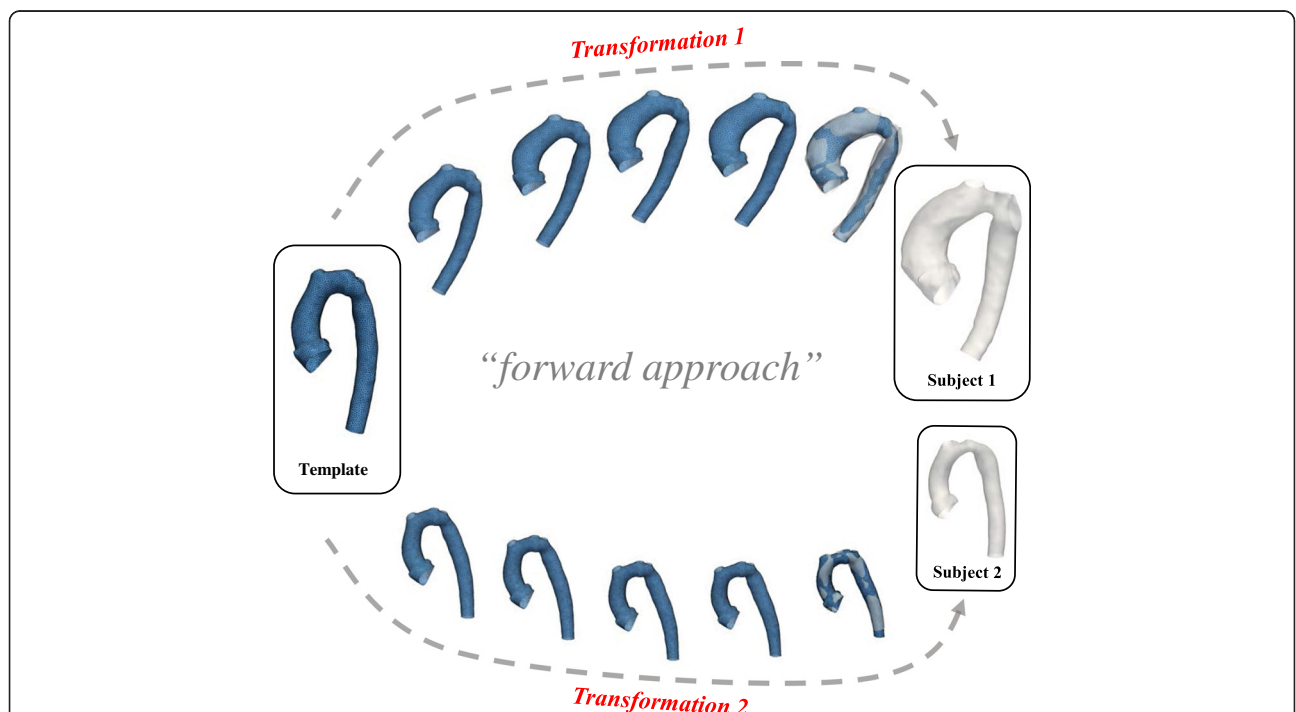 Transformation 1
Template
“forward approach”
Subject 1
Subject 2
Transformation 2